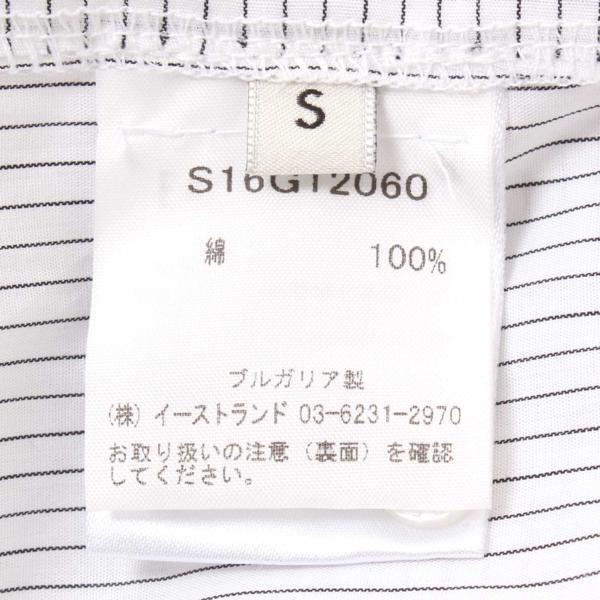 S
S16GT2060
綿 100%
ブルガリア製
(株) イーストランド 03-6231-2970
お取り扱いの注意(裏面)を確認
してください。